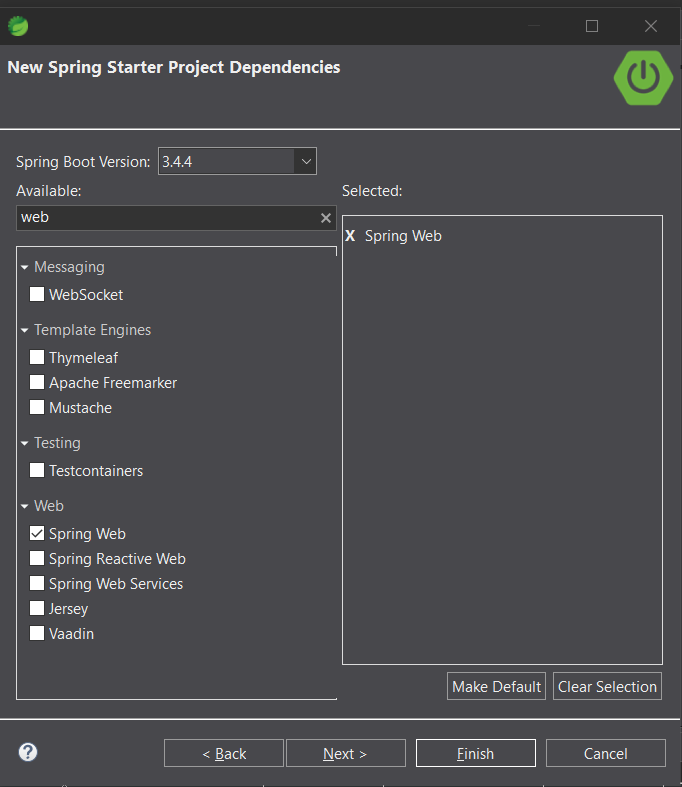 New Spring Starter Project Dependencies
Spring Boot Version: 3.4.4
Available:
Selected:
web
X Spring Web
Messaging
WebSocket
Template Engines
Thymeleaf
Apache Freemarker
Mustache
Testing
Testcontainers
Web
Spring Web
Spring Reactive Web
Spring Web Services
Jersey
Vaadin
Make Default
Clear Selection
?
< Back
Next >
Finish
Cancel